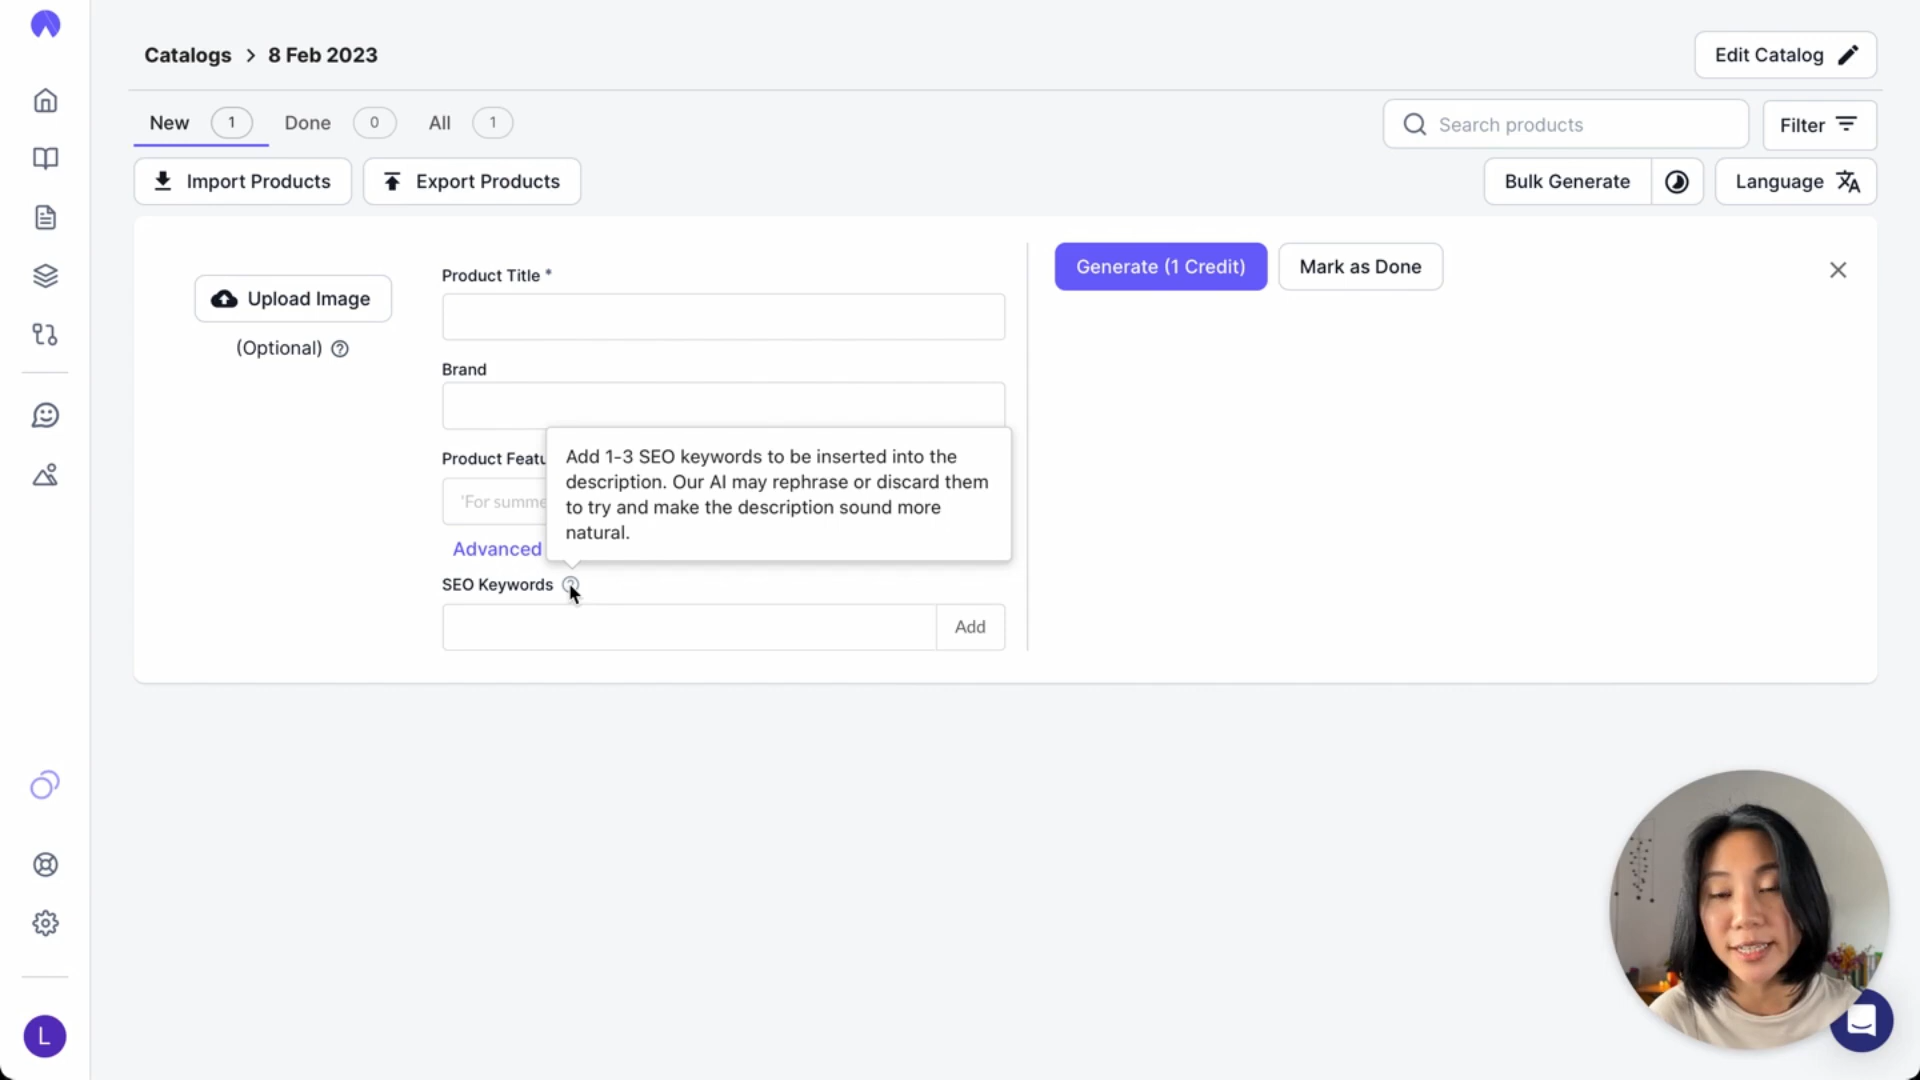 Catalogs > 8 Feb 2023
Edit Catalog
New 1 Done 0 All 1
Search products
Filter
Import Products
Export Products
Bulk Generate
Language
Generate (1 Credit)
Mark as Done
Upload Image
(Optional)
Product Title *
Brand
Product Featu
'For summe
Advanced
Add 1-3 SEO keywords to be inserted into the
description. Our AI may rephrase or discard them
to try and make the description sound more
natural.
SEO Keywords
Add
L